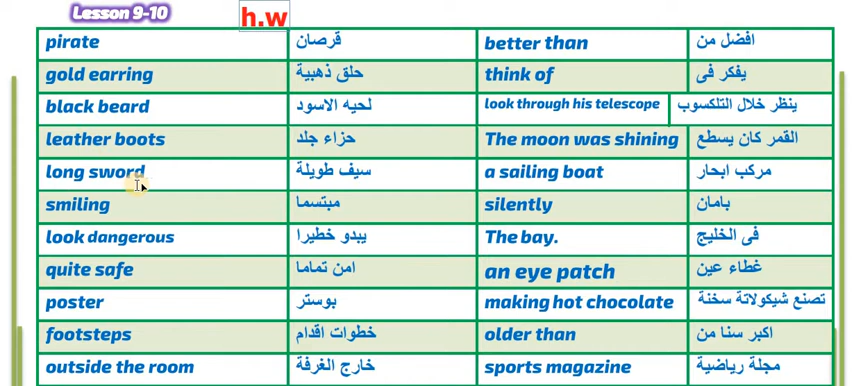 Lesson 9-10
h.w
pirate قرصان better than افضل من
gold earring حلق ذهبية think of يفكر فى
black beard لحيه الاسود look through his telescope ينظر خلال التلكسوب
leather boots حزاء جلد The moon was shining القمر كان يسطع
long sword سيف طويلة a sailing boat مركب ابحار
smiling مبتسما silently بامان
look dangerous يبدو خطيرا The bay. فى الخليج
quite safe امن تماما an eye patch غطاء عين
poster بوستر making hot chocolate تصنع شيكولاتة سخنة
footsteps خطوات اقدام older than اكبر سنا من
outside the room خارج الغرفة sports magazine مجلة رياضية